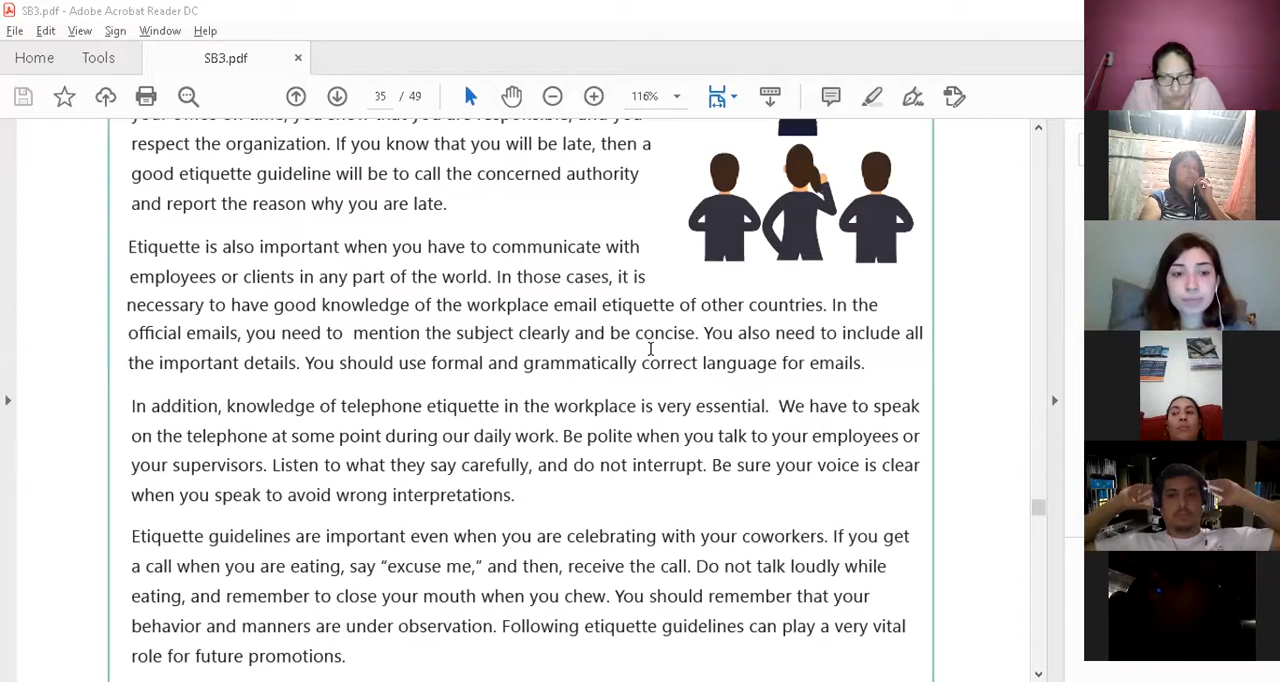 SB3.pdf - Adobe Acrobat Reader DC
File Edit View Sign Window Help
Home Tools SB3.pdf ×
35 / 49 116%
your office on time, you show that you are responsible, and you
respect the organization. If you know that you will be late, then a
good etiquette guideline will be to call the concerned authority
and report the reason why you are late.
Etiquette is also important when you have to communicate with
employees or clients in any part of the world. In those cases, it is
necessary to have good knowledge of the workplace email etiquette of other countries. In the
official emails, you need to mention the subject clearly and be concise. You also need to include all
the important details. You should use formal and grammatically correct language for emails.
In addition, knowledge of telephone etiquette in the workplace is very essential. We have to speak
on the telephone at some point during our daily work. Be polite when you talk to your employees or
your supervisors. Listen to what they say carefully, and do not interrupt. Be sure your voice is clear
when you speak to avoid wrong interpretations.
Etiquette guidelines are important even when you are celebrating with your coworkers. If you get
a call when you are eating, say “excuse me,” and then, receive the call. Do not talk loudly while
eating, and remember to close your mouth when you chew. You should remember that your
behavior and manners are under observation. Following etiquette guidelines can play a very vital
role for future promotions.